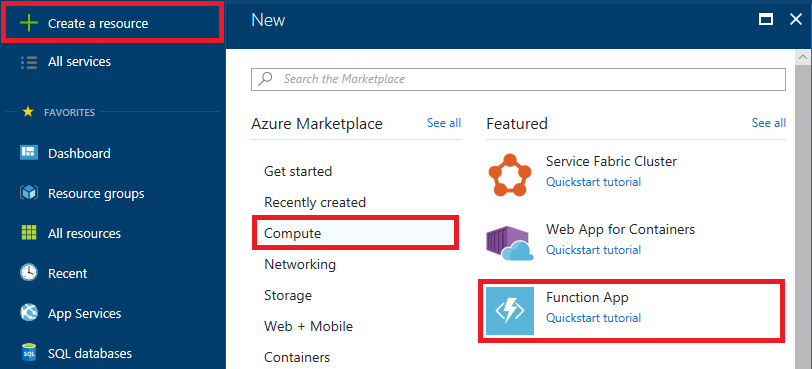 Create a resource
All services
FAVORITES
Dashboard
Resource groups
All resources
Recent
App Services
SQL
SQL databases
New
Search the Marketplace
Azure Marketplace
See all
Get started
Recently created
Compute
Networking
Storage
Web + Mobile
Containers
Featured
See all
Service Fabric Cluster
Quickstart tutorial
Web App for Containers
Quickstart tutorial
Function App
Quickstart tutorial